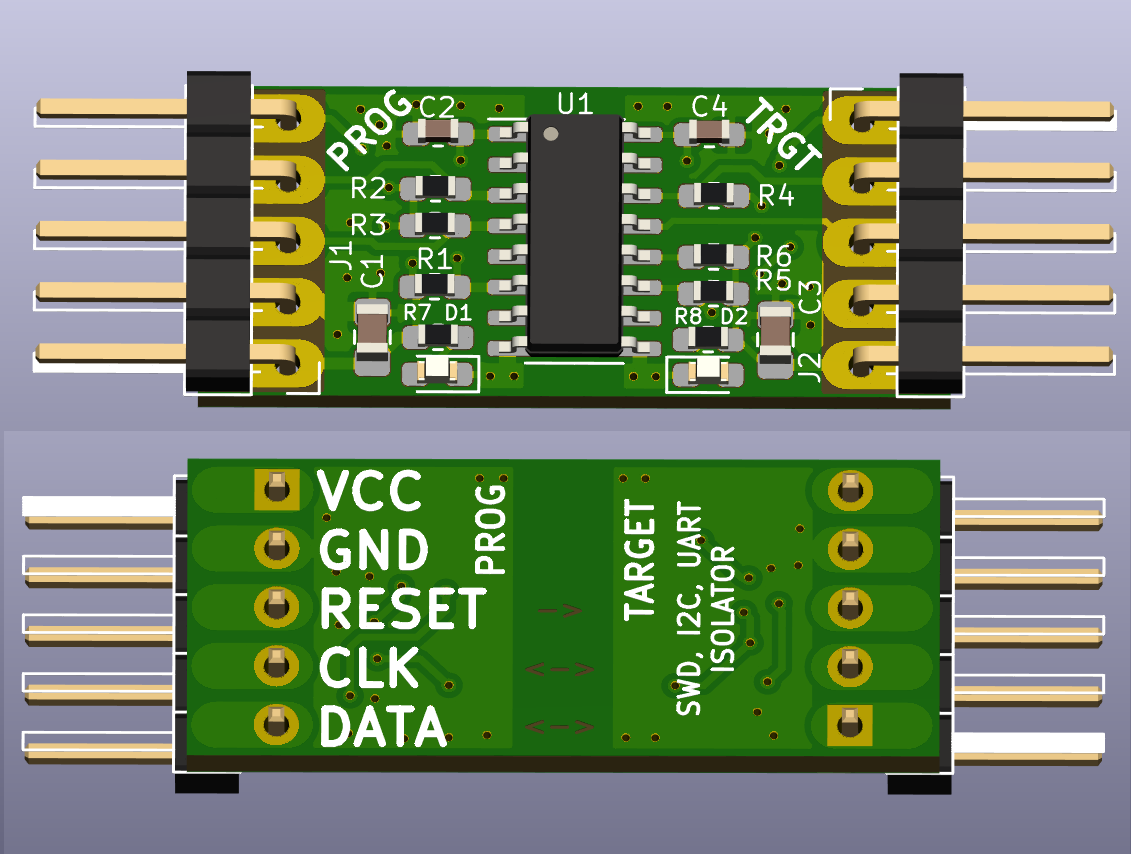 PROG
C2
U1
C4
TRGT
R2
R4
R3
J1
C1
R1
R6
R5
C3
R7 D1
R8 D2
J2
VCC
GND
RESET
CLK
DATA
PROG
TARGET
SWD, I2C, UART
ISOLATOR
-->
<-->
<-->